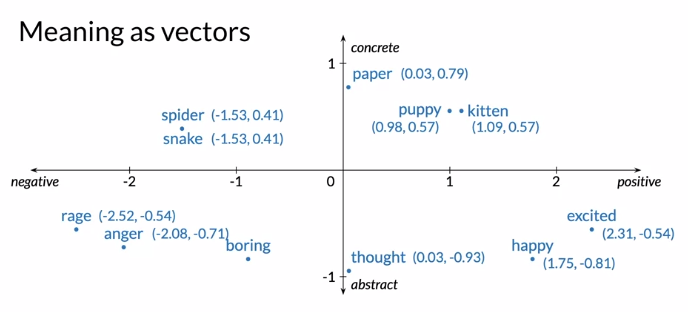 Meaning as vectors
concrete
1
paper (0.03, 0.79)
spider (-1.53, 0.41)
snake (-1.53, 0.41)
puppy
kitten
(0.98, 0.57)
(1.09, 0.57)
negative
-2
-1
0
1
2
positive
rage (-2.52, -0.54)
anger (-2.08, -0.71)
boring
excited
(2.31, -0.54)
happy
(1.75, -0.81)
thought (0.03, -0.93)
-1
abstract